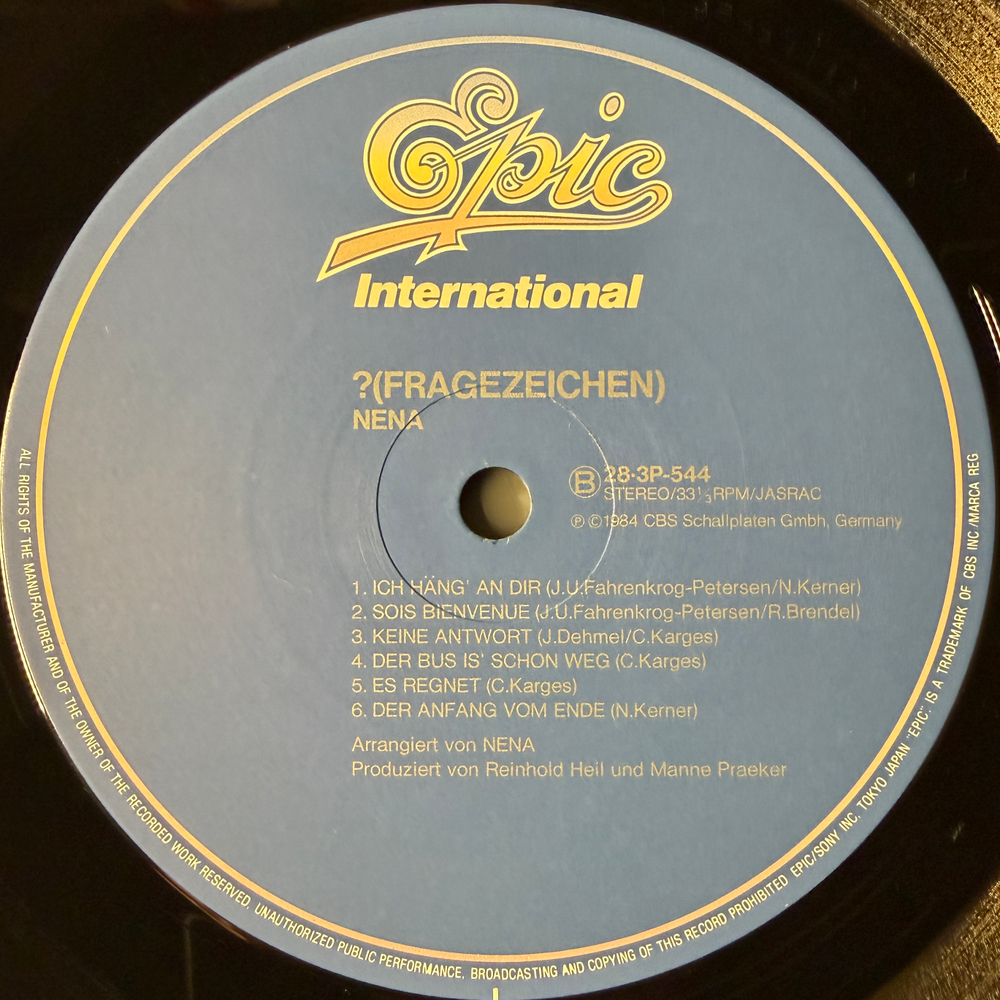 Epic
International
?(FRAGEZEICHEN)
NENA
Ⓑ 28·3P-544
STEREO/33⅓RPM/JASRAC
℗©1984 CBS Schallplaten Gmbh, Germany
1. ICH HÄNG' AN DIR (J.U.Fahrenkrog-Petersen/N.Kerner)
2. SOIS BIENVENUE (J.U.Fahrenkrog-Petersen/R.Brendel)
3. KEINE ANTWORT (J.Dehmel/C.Karges)
4. DER BUS IS' SCHON WEG (C.Karges)
5. ES REGNET (C.Karges)
6. DER ANFANG VOM ENDE (N.Kerner)
Arrangiert von NENA
Produziert von Reinhold Heil und Manne Praeker
ALL RIGHTS OF THE MANUFACTURER AND OF THE OWNER OF THE RECORDED WORK RESERVED. UNAUTHORIZED PUBLIC PERFORMANCE, BROADCASTING AND COPYING OF THIS RECORD PROHIBITED EPIC/SONY INC. TOKYO JAPAN "EPIC" IS A TRADEMARK OF CBS INC./MARCA REG